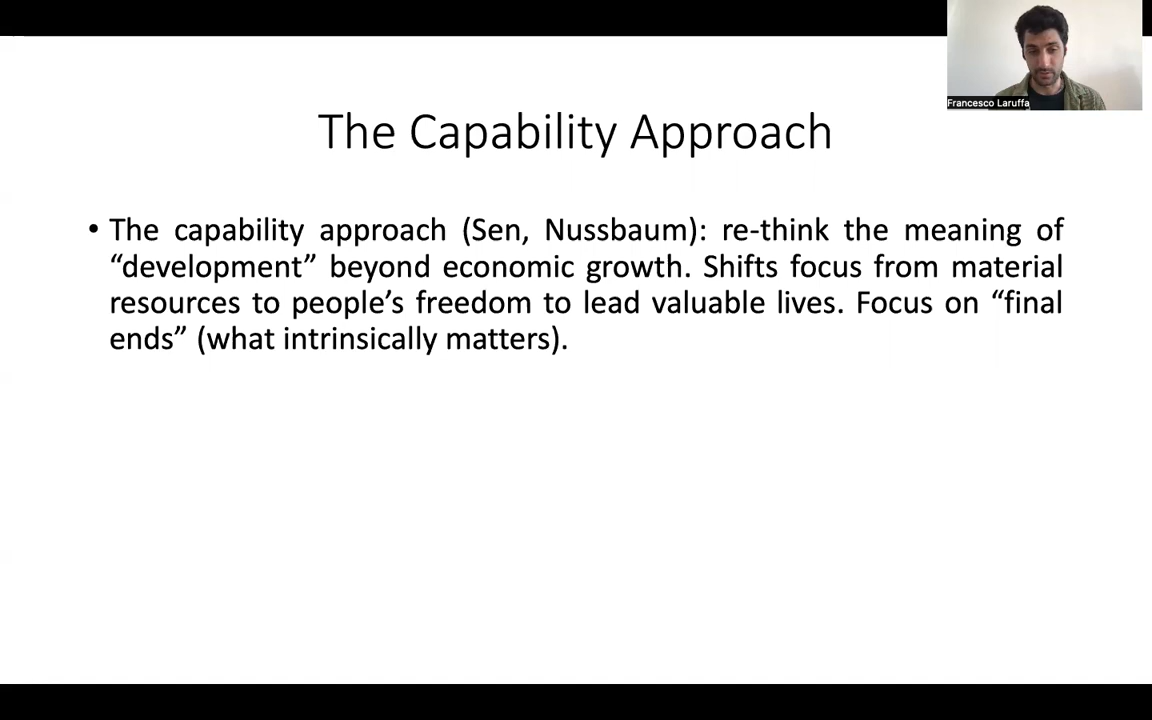 Francesco Laruffa
The Capability Approach
• The capability approach (Sen, Nussbaum): re-think the meaning of
“development” beyond economic growth. Shifts focus from material
resources to people’s freedom to lead valuable lives. Focus on “final
ends” (what intrinsically matters).